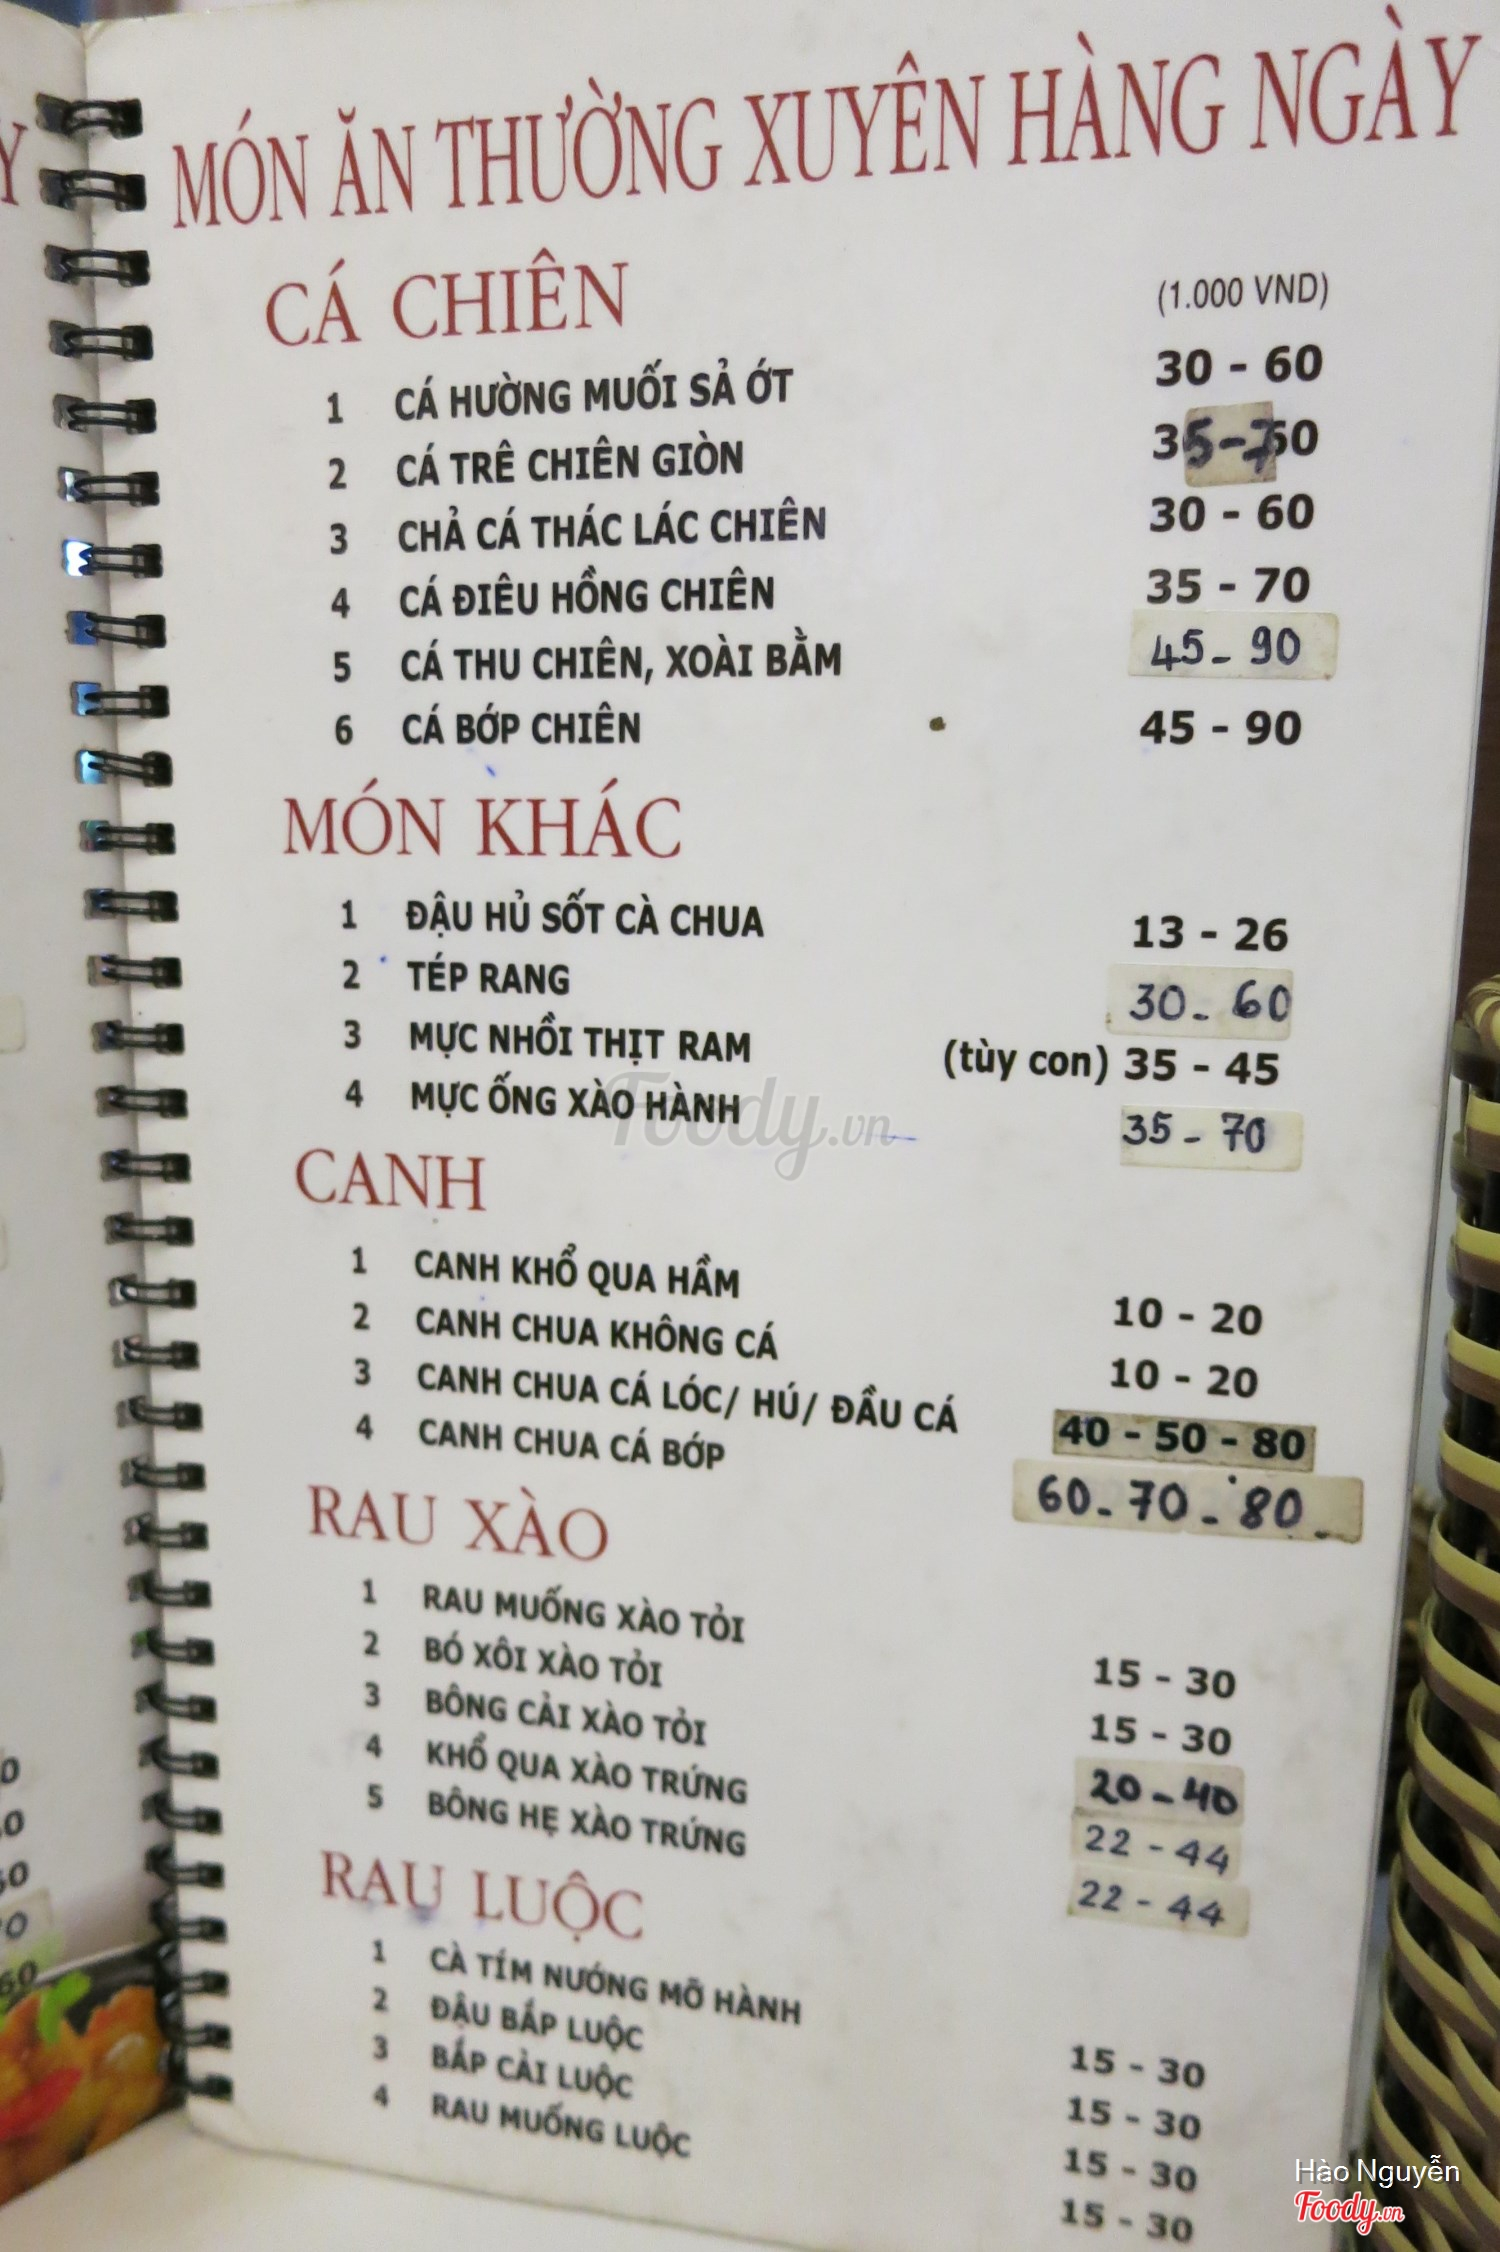 MÓN ĂN THƯỜNG XUYÊN HÀNG NGÀY
CÁ CHIÊN (1.000 VND)
1 CÁ HƯỜNG MUỐI SẢ ỚT 30 - 60
2 CÁ TRÊ CHIÊN GIÒN 35-70
3 CHẢ CÁ THÁC LÁC CHIÊN 30 - 60
4 CÁ ĐIÊU HỒNG CHIÊN 35 - 70
5 CÁ THU CHIÊN, XOÀI BẰM 45 - 90
6 CÁ BỚP CHIÊN 45 - 90
MÓN KHÁC
1 ĐẬU HỦ SỐT CÀ CHUA 13 - 26
2 TÉP RANG 30 - 60
3 MỰC NHỒI THỊT RAM (tùy con) 35 - 45
4 MỰC ỐNG XÀO HÀNH 35 - 70
Foody.vn
CANH
1 CANH KHỔ QUA HẦM 10 - 20
2 CANH CHUA KHÔNG CÁ 10 - 20
3 CANH CHUA CÁ LÓC/ HÚ/ ĐẦU CÁ 40 - 50 - 80
4 CANH CHUA CÁ BỚP 60 - 70 - 80
RAU XÀO
1 RAU MUỐNG XÀO TỎI 15 - 30
2 BÓ XÔI XÀO TỎI 15 - 30
3 BÔNG CẢI XÀO TỎI 20 - 40
4 KHỔ QUA XÀO TRỨNG 22 - 44
5 BÔNG HẸ XÀO TRỨNG 22 - 44
RAU LUỘC
1 CÀ TÍM NƯỚNG MỠ HÀNH 15 - 30
2 ĐẬU BẮP LUỘC 15 - 30
3 BẮP CẢI LUỘC 15 - 30
4 RAU MUỐNG LUỘC 15 - 30
Hào Nguyễn
Foody.vn